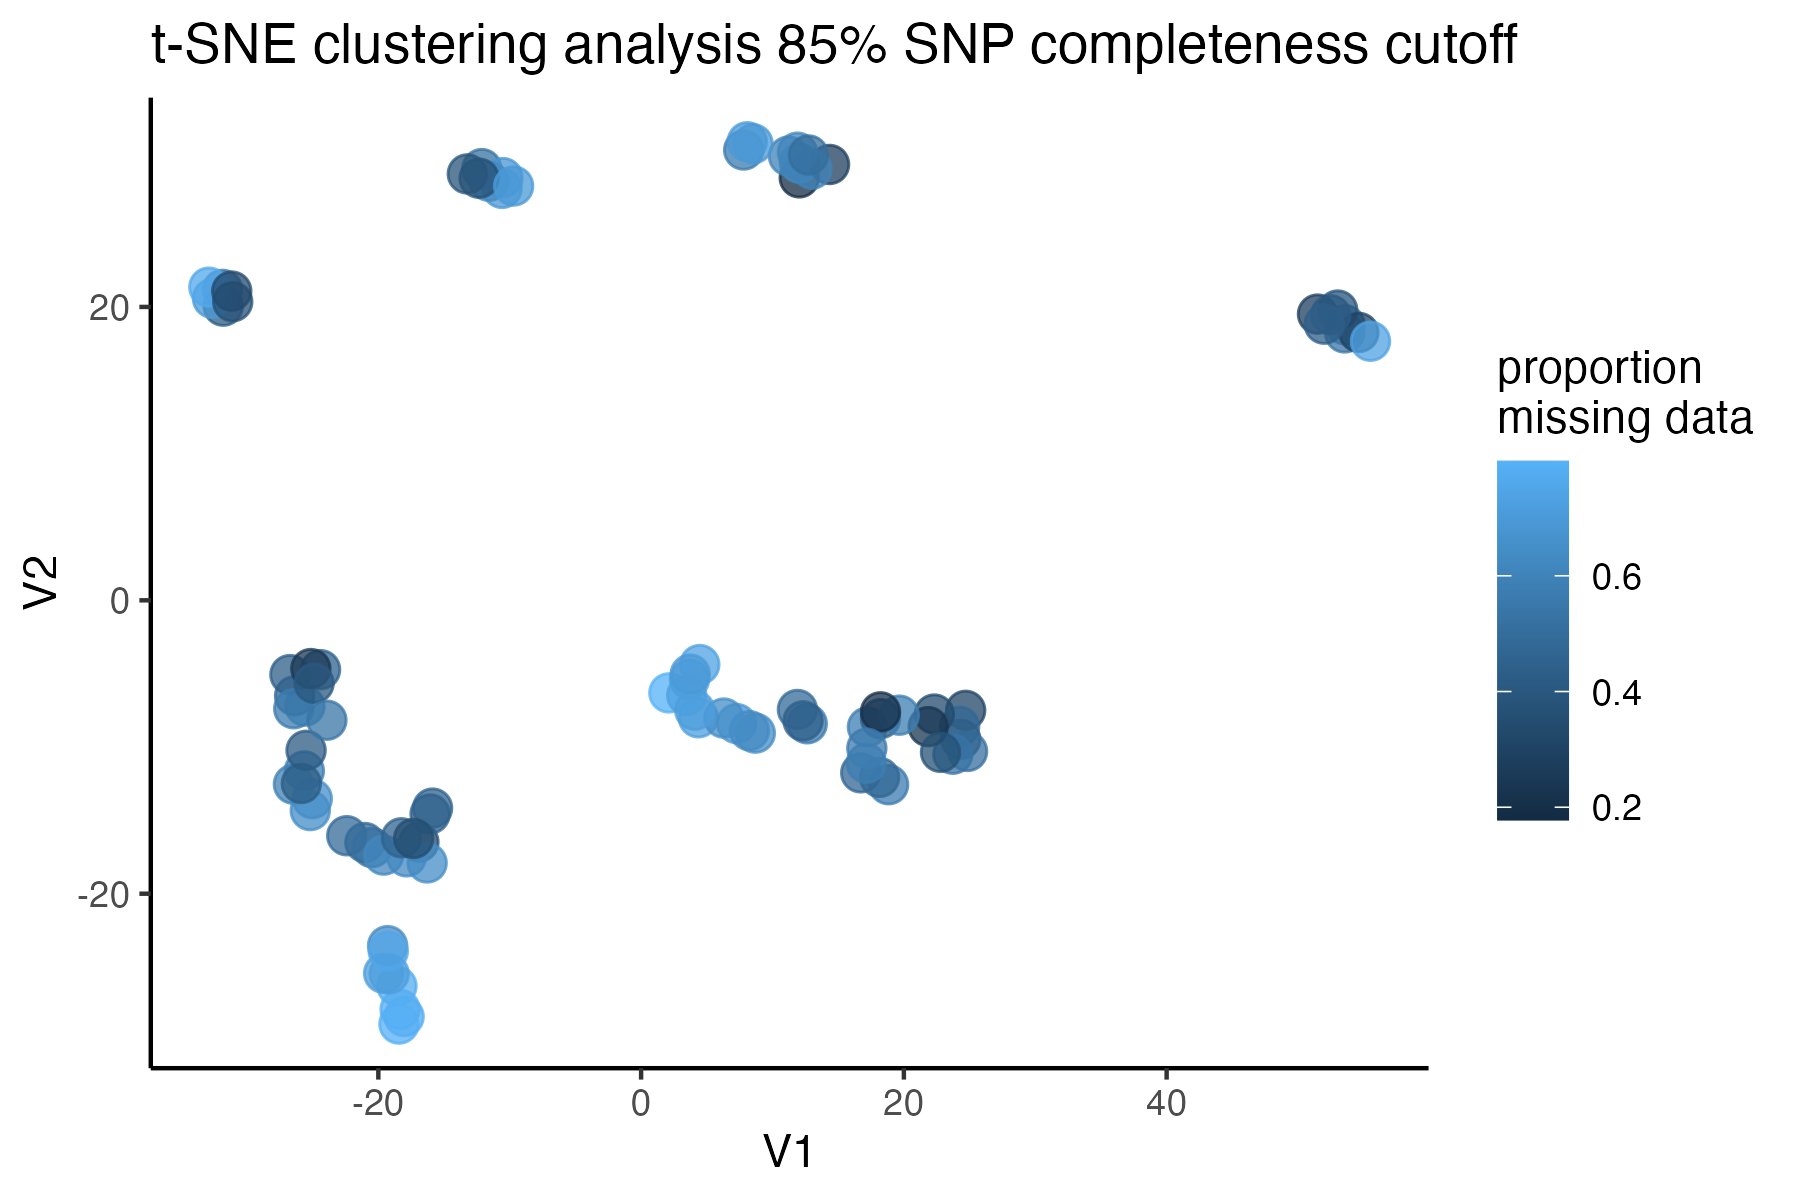 t-SNE clustering analysis 85% SNP completeness cutoff
V2
20
0
-20
-20
0
20
40
V1
proportion
missing data
0.6
0.4
0.2